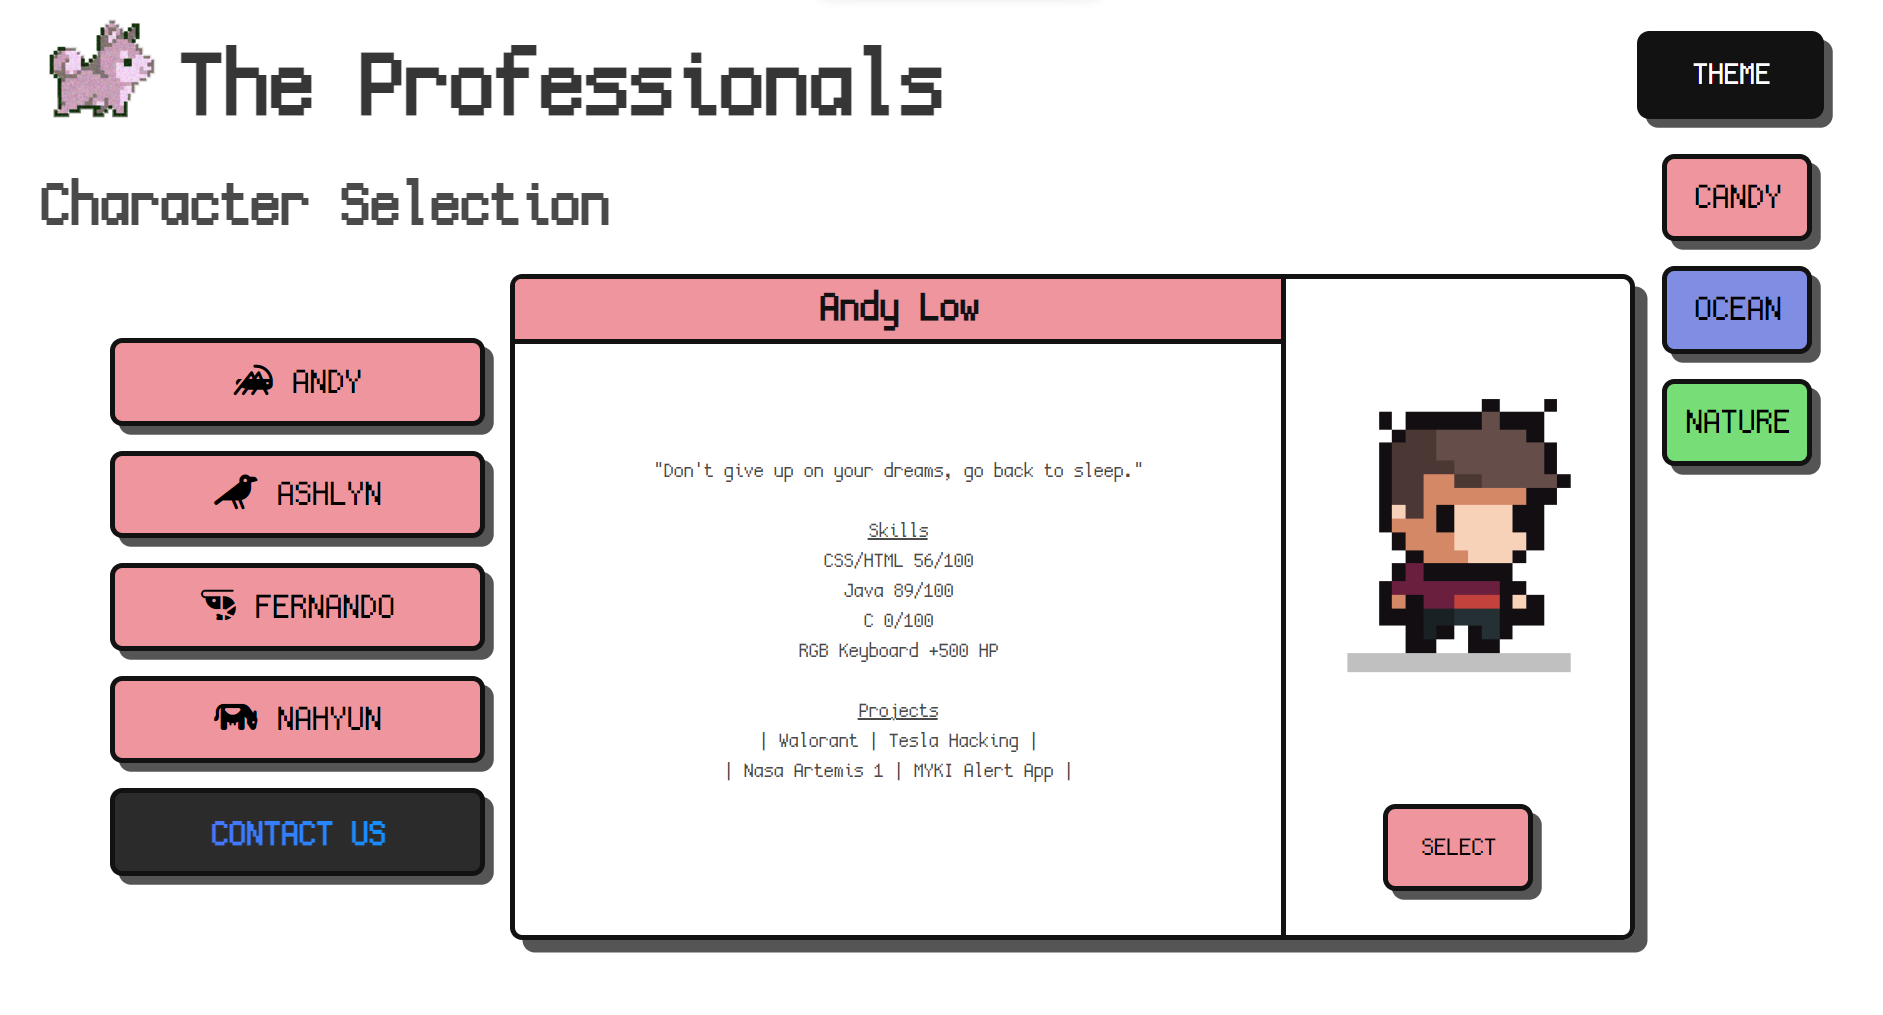 The Professionals
THEME
Character Selection
CANDY
OCEAN
NATURE
ANDY
ASHLYN
FERNANDO
NAHYUN
CONTACT US
Andy Low
"Don't give up on your dreams, go back to sleep."
Skills
CSS/HTML 56/100
Java 89/100
C 0/100
RGB Keyboard +500 HP
Projects
| Walorant | Tesla Hacking |
| Nasa Artemis 1 | MYKI Alert App |
SELECT